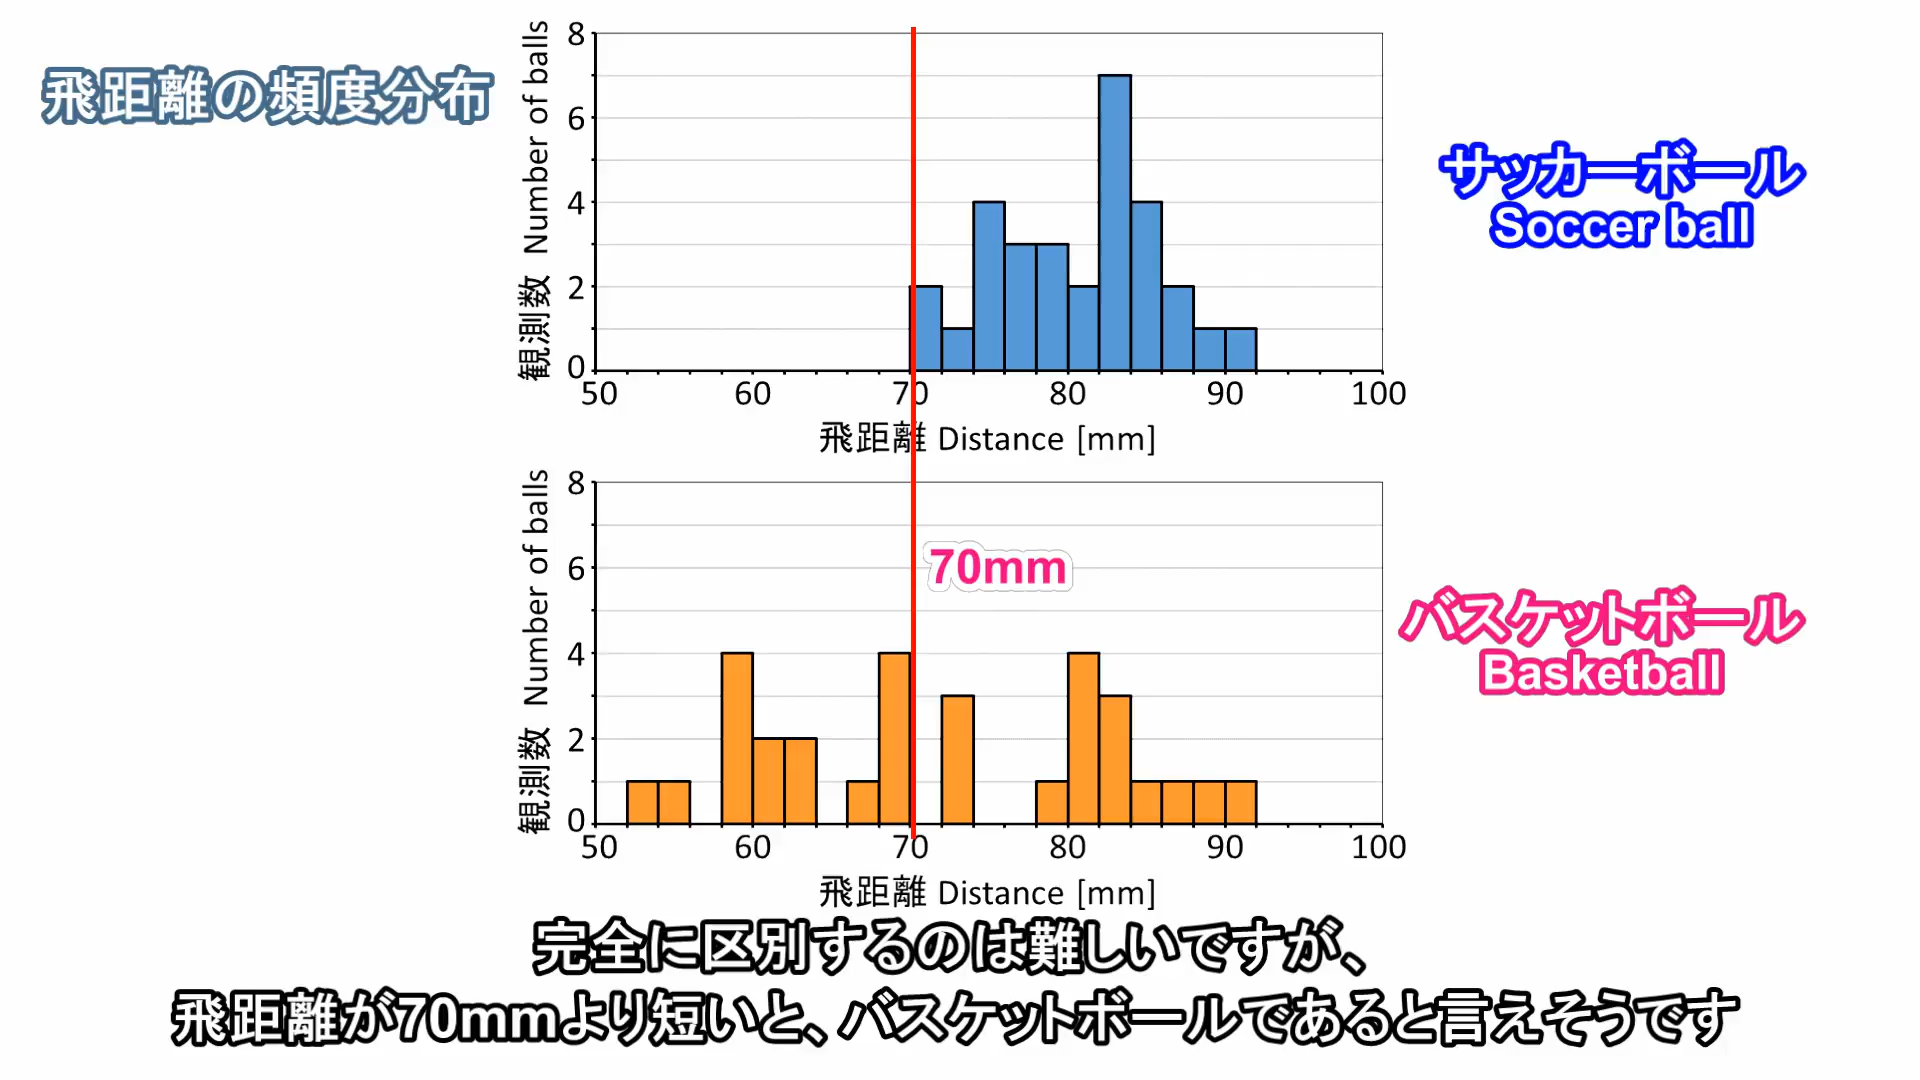 飛距離の頻度分布
観測数 Number of balls
8
6
4
2
0
50 60 70 80 90 100
飛距離 Distance [mm]
サッカーボール
Soccer ball
観測数 Number of balls
8
6
4
2
0
70mm
50 60 70 80 90 100
飛距離 Distance [mm]
バスケットボール
Basketball
完全に区別するのは難しいですが、
飛距離が70mmより短いと、バスケットボールであると言えそうです